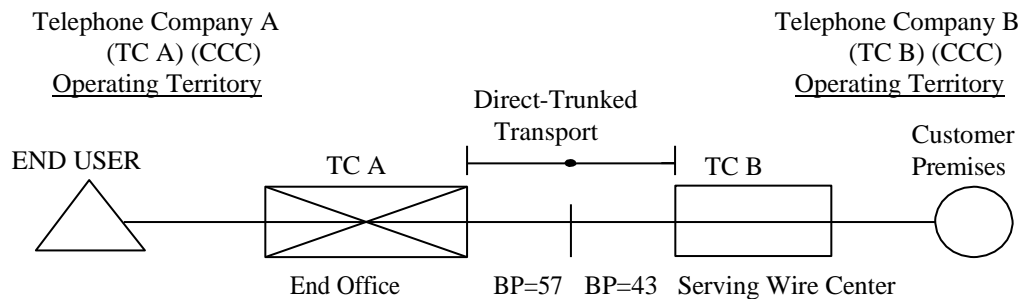 Telephone Company A
(TC A) (CCC)
Operating Territory
Telephone Company B
(TC B) (CCC)
Operating Territory
Direct-Trunked
Transport
Customer
Premises
END USER
TC A
TC B
End Office
BP=57
BP=43
Serving Wire Center